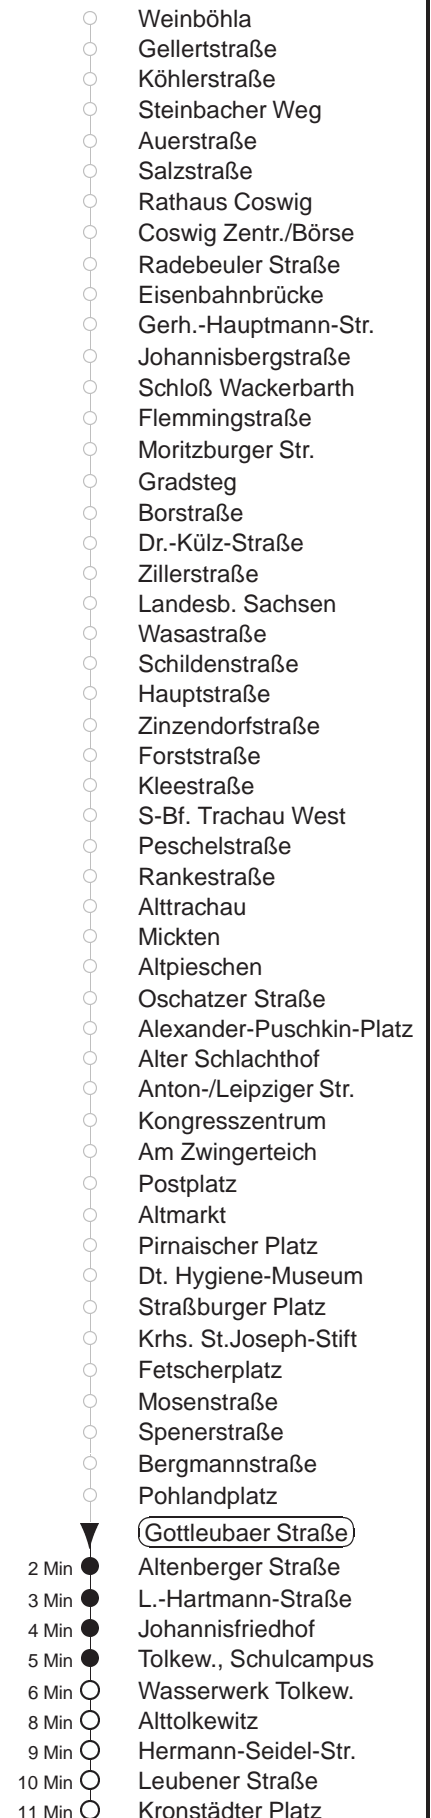 Weinböhla
Gellertstraße
Köhlerstraße
Steinbacher Weg
Auerstraße
Salzstraße
Rathaus Coswig
Coswig Zentr./Börse
Radebeuler Straße
Eisenbahnbrücke
Gerh.-Hauptmann-Str.
Johannisbergstraße
Schloß Wackerbarth
Flemmingstraße
Moritzburger Str.
Gradsteg
Borstraße
Dr.-Külz-Straße
Zillerstraße
Landesb. Sachsen
Wasastraße
Schildenstraße
Hauptstraße
Zinzendorfstraße
Forststraße
Kleestraße
S-Bf. Trachau West
Peschelstraße
Rankestraße
Alttrachau
Mickten
Altpieschen
Oschatzer Straße
Alexander-Puschkin-Platz
Alter Schlachthof
Anton-/Leipziger Str.
Kongresszentrum
Am Zwingerteich
Postplatz
Altmarkt
Pirnaischer Platz
Dt. Hygiene-Museum
Straßburger Platz
Krhs. St.Joseph-Stift
Fetscherplatz
Mosenstraße
Spenerstraße
Bergmannstraße
Pohlandplatz
Gottleubaer Straße
2 Min Altenberger Straße
3 Min L.-Hartmann-Straße
4 Min Johannisfriedhof
5 Min Tolkew., Schulcampus
6 Min Wasserwerk Tolkew.
8 Min Alttolkewitz
9 Min Hermann-Seidel-Str.
10 Min Leubener Straße
11 Min Kronstädter Platz